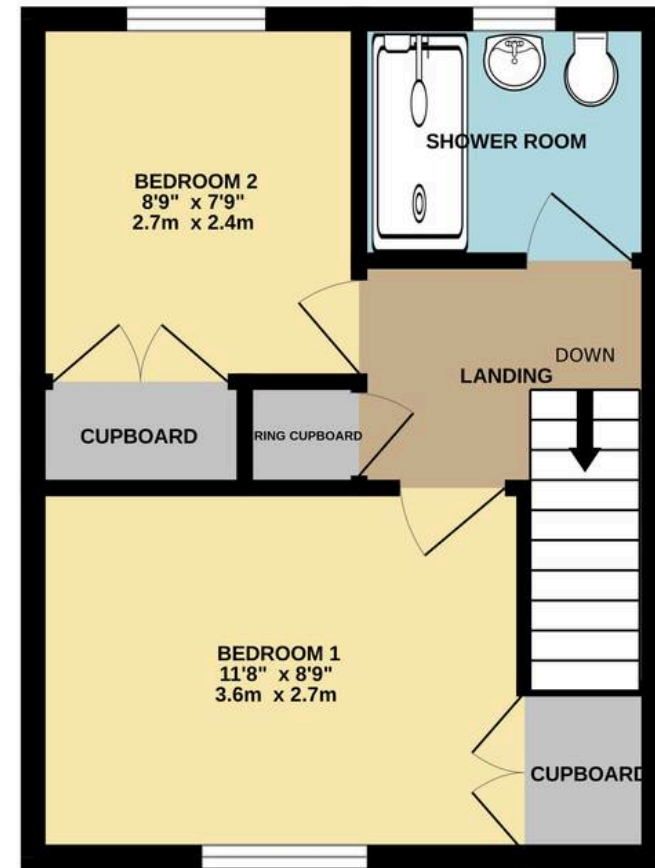 SHOWER ROOM
BEDROOM 2
8'9" x 7'9"
2.7m x 2.4m
DOWN
LANDING
CUPBOARD
RING CUPBOARD
BEDROOM 1
11'8" x 8'9"
3.6m x 2.7m
CUPBOARD